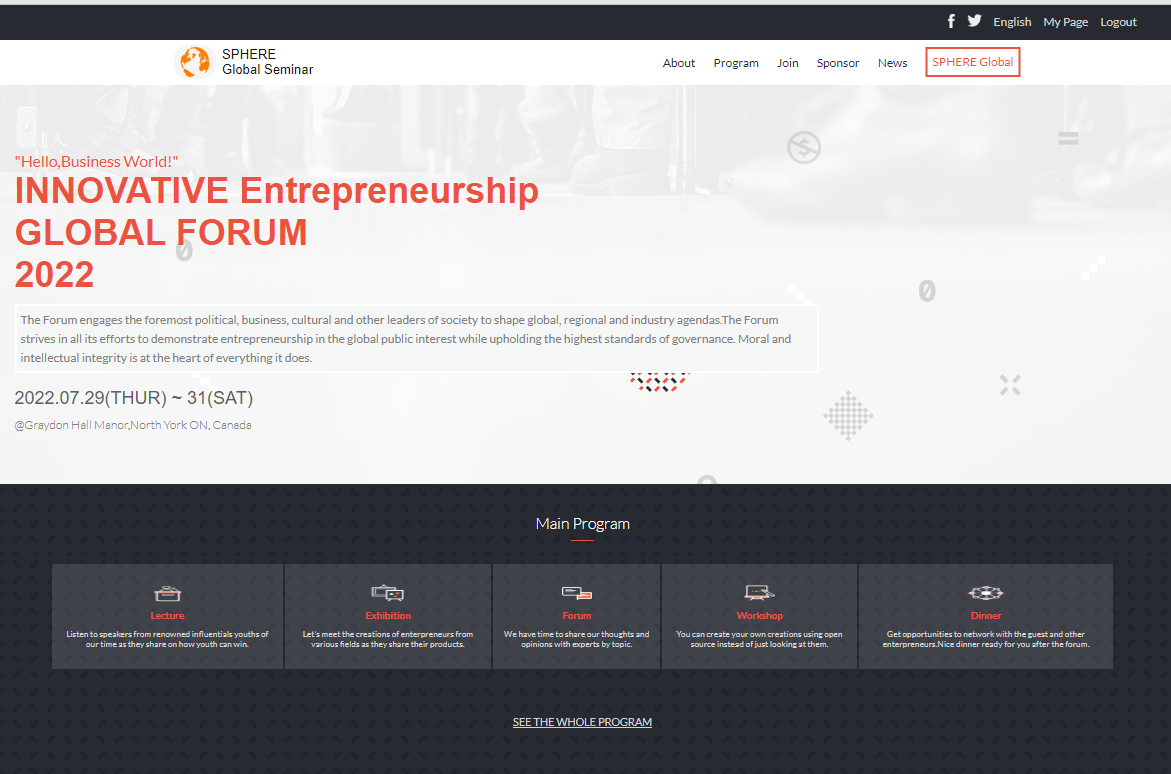 English My Page Logout
SPHERE
Global Seminar
About Program Join Sponsor News SPHERE Global
"Hello,Business World!"
INNOVATIVE Entrepreneurship
GLOBAL FORUM
2022
The Forum engages the foremost political, business, cultural and other leaders of society to shape global, regional and industry agendas.The Forum
strives in all its efforts to demonstrate entrepreneurship in the global public interest while upholding the highest standards of governance. Moral and
intellectual integrity is at the heart of everything it does.
2022.07.29(THUR) ~ 31(SAT)
@Graydon Hall Manor,North York ON, Canada
Main Program
Lecture
Listen to speakers from renowned influentials youths of
our time as they share on how youth can win.
Exhibition
Let's meet the creations of enterpreneurs from
various fields as they share their products.
Forum
We have time to share our thoughts and
opinions with experts by topic.
Workshop
You can create your own creations using open
source instead of just looking at them.
Dinner
Get opportunities to network with the guest and other
enterpreneurs.Nice dinner ready for you after the forum.
SEE THE WHOLE PROGRAM